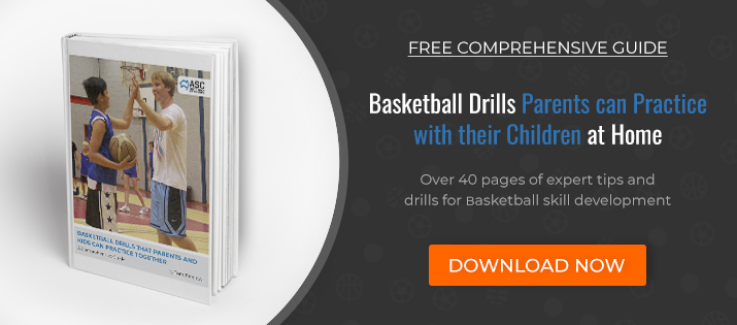 ASC
BASKETBALL DRILLS THAT PARENTS AND
KIDS CAN PRACTICE TOGETHER
FREE COMPREHENSIVE GUIDE
Basketball Drills Parents can Practice
with their Children at Home
Over 40 pages of expert tips and
drills for Basketball skill development
DOWNLOAD NOW